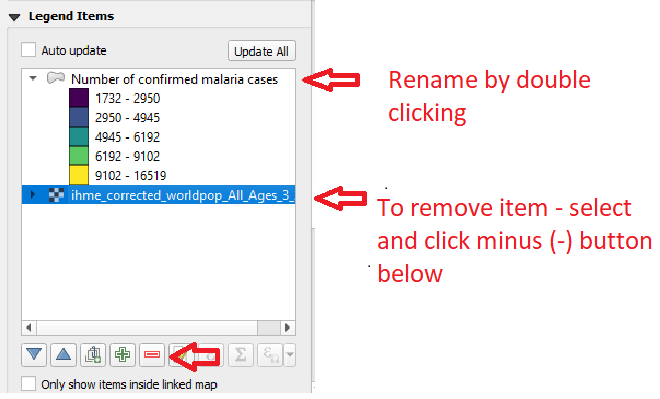 Legend Items
Auto update
Update All
Number of confirmed malaria cases
1732 - 2950
2950 - 4945
4945 - 6192
6192 - 9102
9102 - 16519
ihme_corrected_worldpop_All_Ages_3_
Only show items inside linked map
Rename by double
clicking
To remove item - select
and click minus (-) button
below